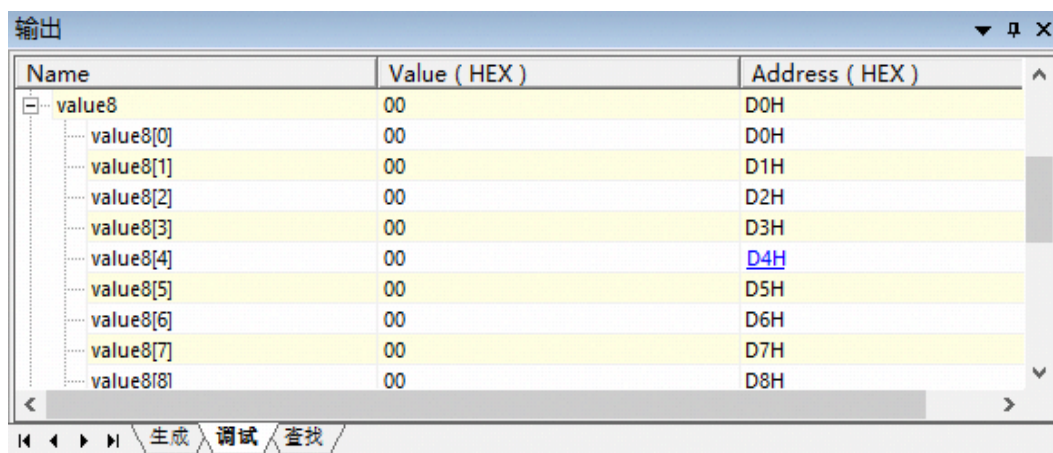 输出
Name Value ( HEX ) Address ( HEX )
value8 00 D0H
value8[0] 00 D0H
value8[1] 00 D1H
value8[2] 00 D2H
value8[3] 00 D3H
value8[4] 00 D4H
value8[5] 00 D5H
value8[6] 00 D6H
value8[7] 00 D7H
value8[8] 00 D8H
生成 调试 查找